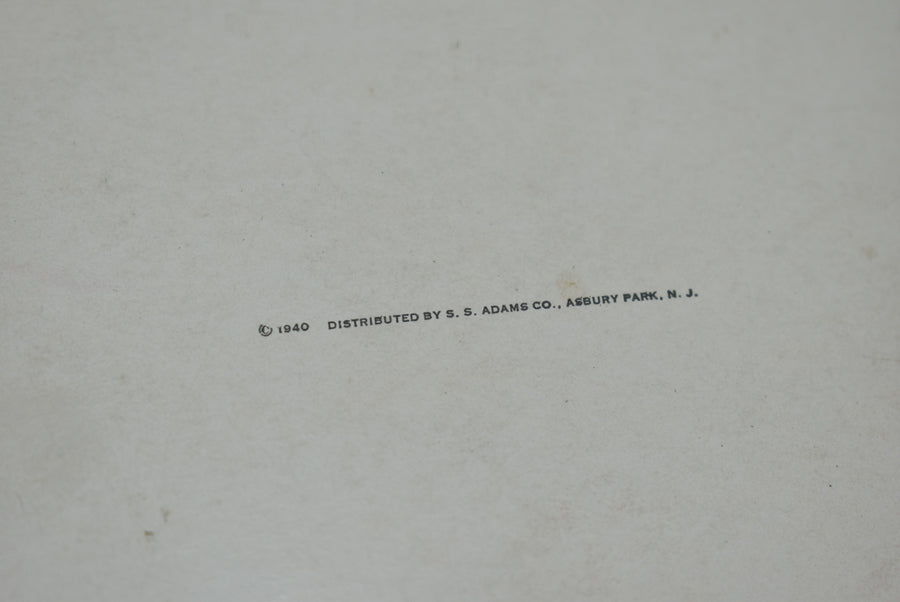 © 1940 DISTRIBUTED BY S. S. ADAMS CO., ASBURY PARK, N. J.